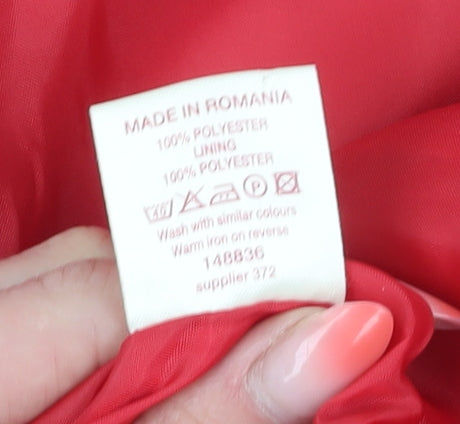 MADE IN ROMANIA
100% POLYESTER
LINING
100% POLYESTER
40 P
Wash with similar colours
Warm iron on reverse
148836
supplier 372